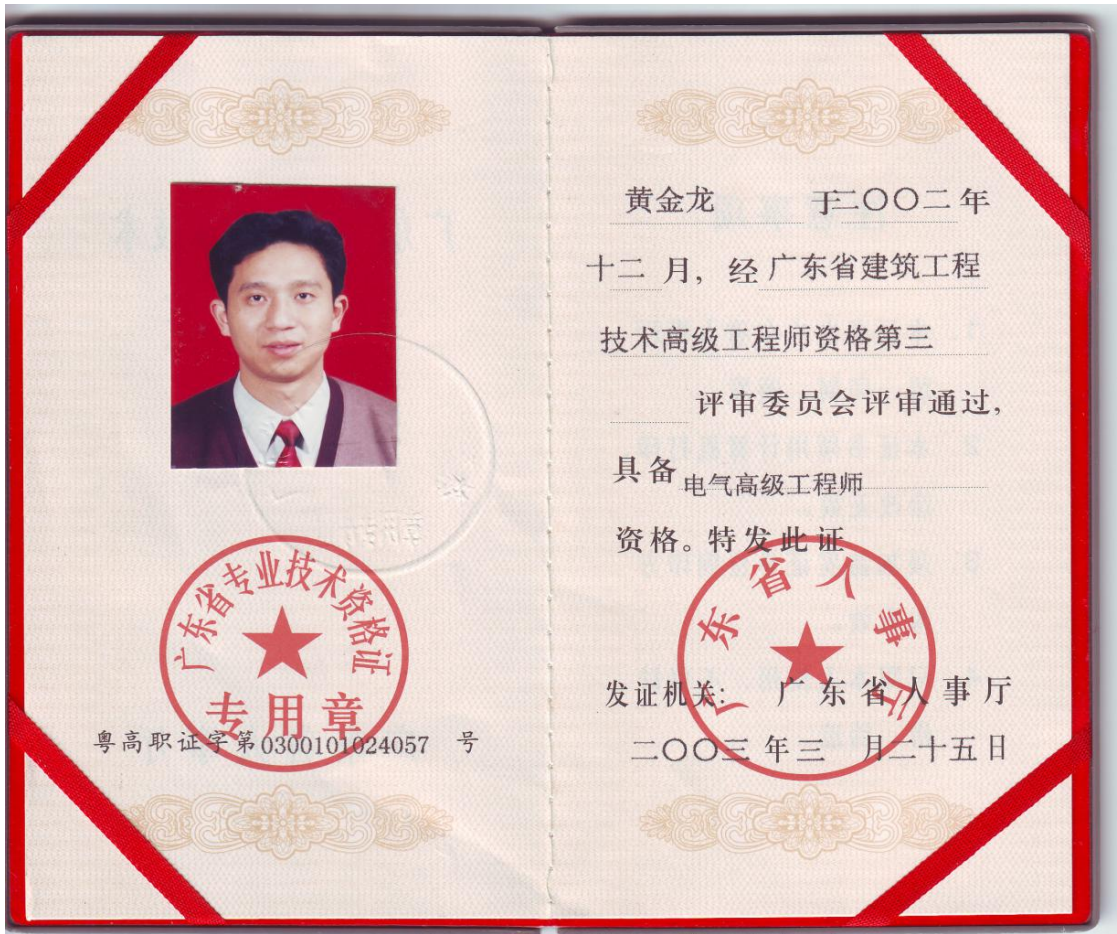 广东省专业技术资格证
专用章
粤高职证字第0300101024057 号
黄金龙 于二〇〇二年
十二月，经广东省建筑工程
技术高级工程师资格第三
评审委员会评审通过，
具备电气高级工程师
资格。特发此证
广东省人事厅
发证机关： 广东省人事厅
二〇〇三年三月二十五日